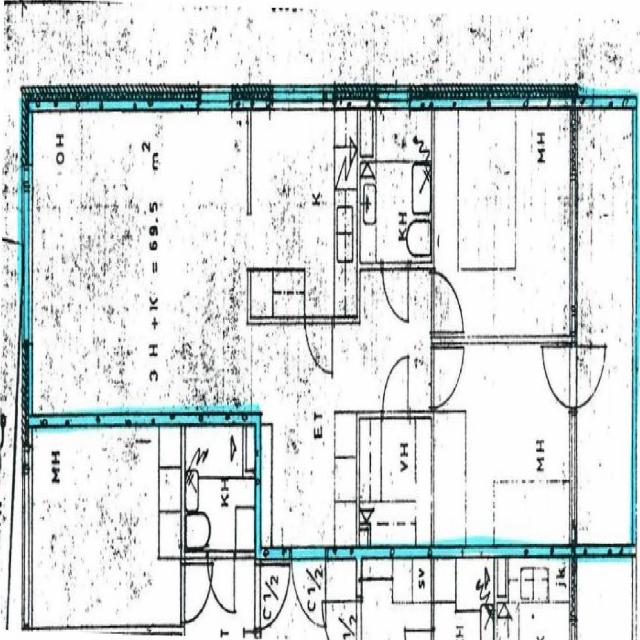 OH
3 H + K = 69.5 m²
K
KH
MH
ET
VH
MH
MH
KH
C 1/2
C 1/2
1/2
SV
jk
T
H
K